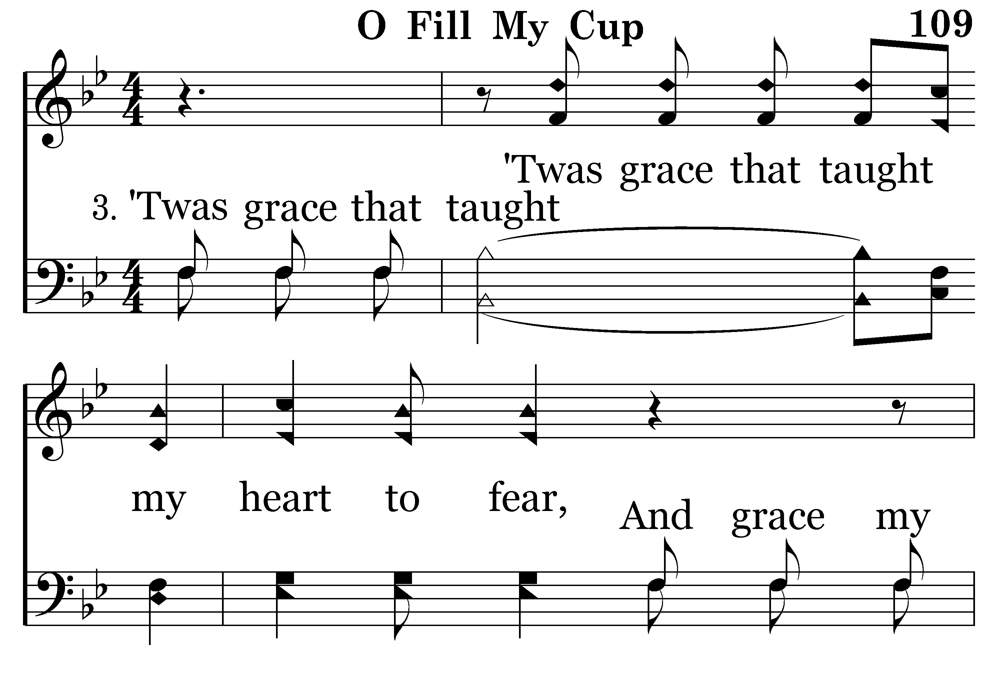 O Fill My Cup 109
'Twas grace that taught
3. 'Twas grace that taught
my heart to fear,
And grace my